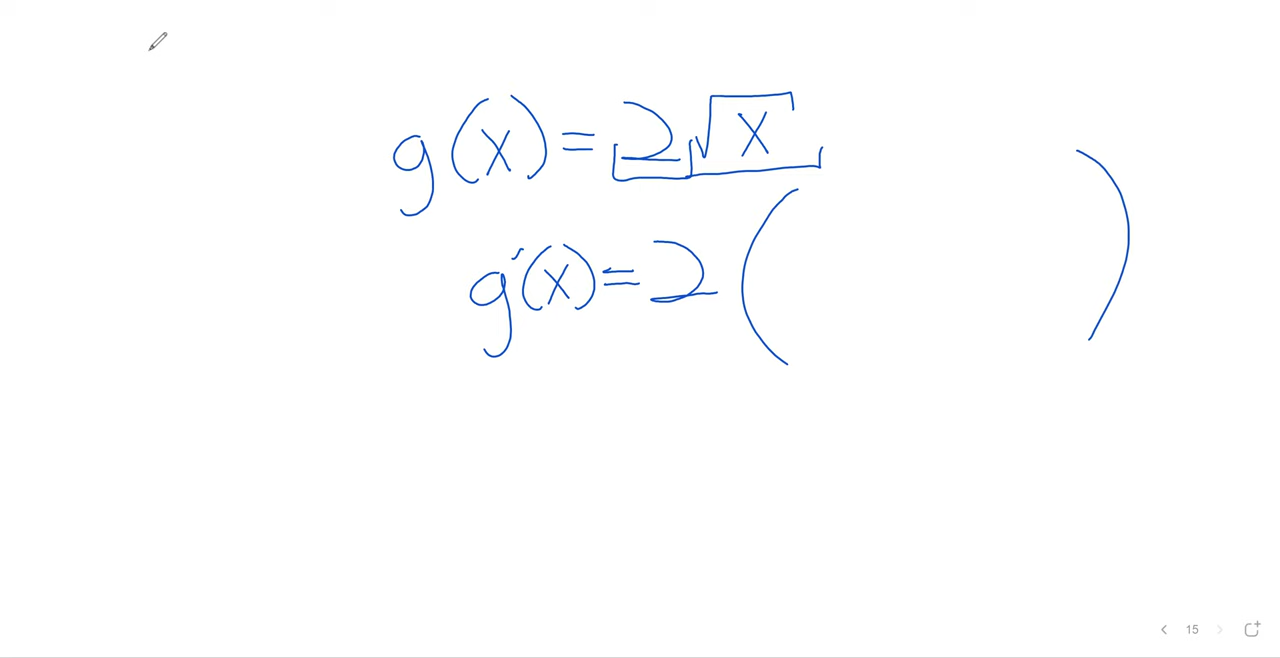 g(x) = 2√x
g'(x) = 2( )
15